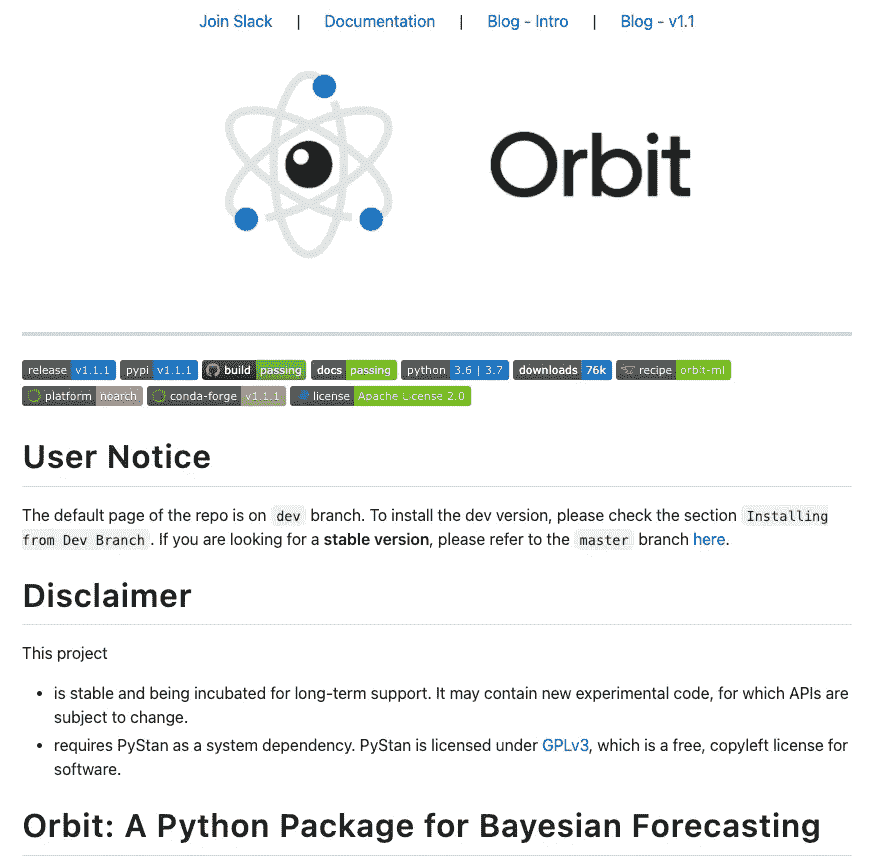 Join Slack | Documentation | Blog - Intro | Blog - v1.1
Orbit
release v1.1.1 pypi v1.1.1 build passing docs passing python 3.6 | 3.7 downloads 76k recipe orbit-ml
platform noarch conda-forge v1.1.1 license Apache License 2.0
User Notice
The default page of the repo is on dev branch. To install the dev version, please check the section Installing
from Dev Branch. If you are looking for a stable version, please refer to the master branch here.
Disclaimer
This project
• is stable and being incubated for long-term support. It may contain new experimental code, for which APIs are
subject to change.
• requires PyStan as a system dependency. PyStan is licensed under GPLv3, which is a free, copyleft license for
software.
Orbit: A Python Package for Bayesian Forecasting